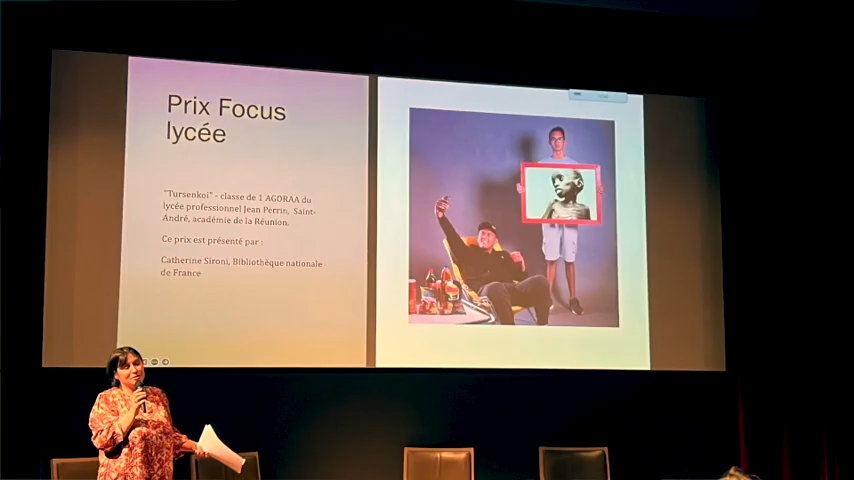 Prix Focus
lycée
"Tursenkoi" - classe de 1 AGORAA du
lycée professionnel Jean Perrin, Saint-
André, académie de la Réunion.
Ce prix est présenté par :
Catherine Sironi, Bibliothèque nationale
de France